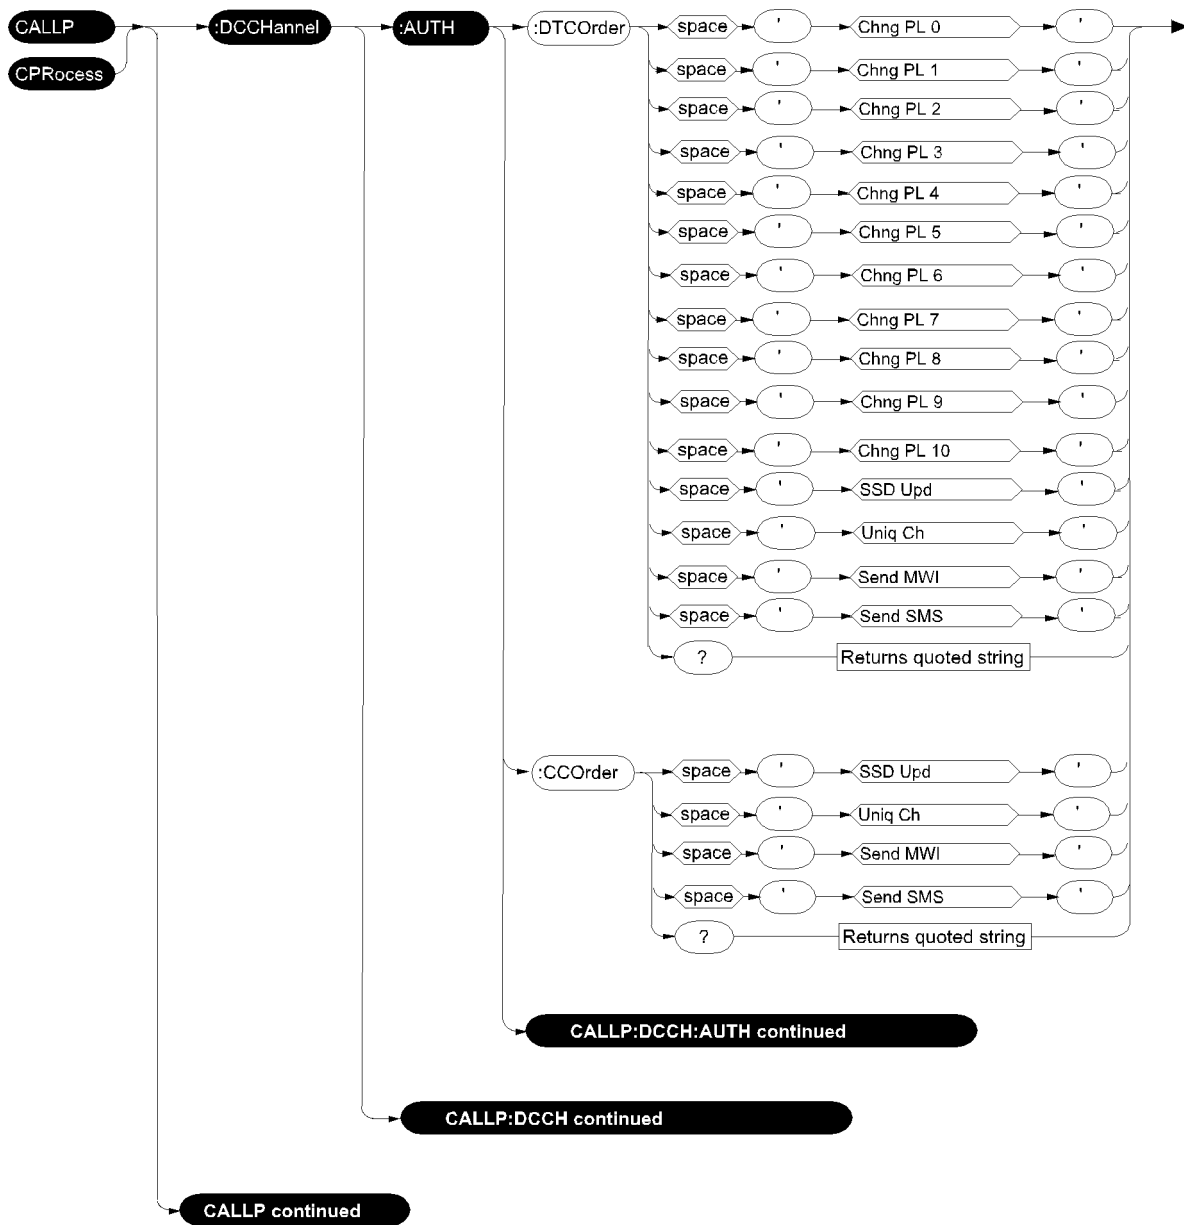 CALLP :DCCHannel :AUTH :DTCOrder space ' Chng PL 0 '
CPRocess
space ' Chng PL 1 '
space ' Chng PL 2 '
space ' Chng PL 3 '
space ' Chng PL 4 '
space ' Chng PL 5 '
space ' Chng PL 6 '
space ' Chng PL 7 '
space ' Chng PL 8 '
space ' Chng PL 9 '
space ' Chng PL 10 '
space ' SSD Upd '
space ' Uniq Ch '
space ' Send MWI '
space ' Send SMS '
? Returns quoted string
:CCOrder space ' SSD Upd '
space ' Uniq Ch '
space ' Send MWI '
space ' Send SMS '
? Returns quoted string
CALLP:DCCH:AUTH continued
CALLP:DCCH continued
CALLP continued